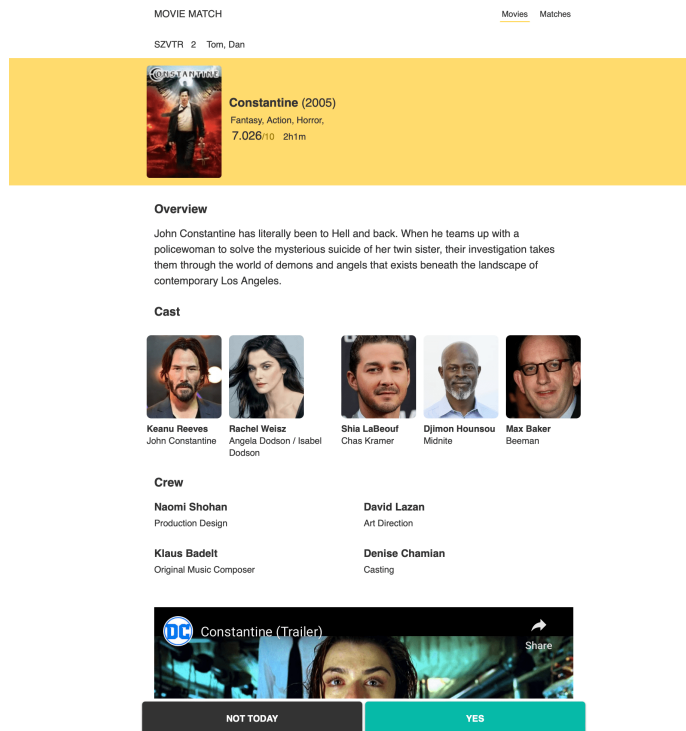 MOVIE MATCH
Movies Matches
SZVTR 2 Tom, Dan
CONSTANTINE
Constantine (2005)
Fantasy, Action, Horror,
7.026/10 2h1m
Overview
John Constantine has literally been to Hell and back. When he teams up with a
policewoman to solve the mysterious suicide of her twin sister, their investigation takes
them through the world of demons and angels that exists beneath the landscape of
contemporary Los Angeles.
Cast
Keanu Reeves
John Constantine
Rachel Weisz
Angela Dodson / Isabel
Dodson
Shia LaBeouf
Chas Kramer
Djimon Hounsou
Midnite
Max Baker
Beeman
Crew
Naomi Shohan
Production Design
David Lazan
Art Direction
Klaus Badelt
Original Music Composer
Denise Chamian
Casting
DC
Constantine (Trailer)
Share
NOT TODAY
YES